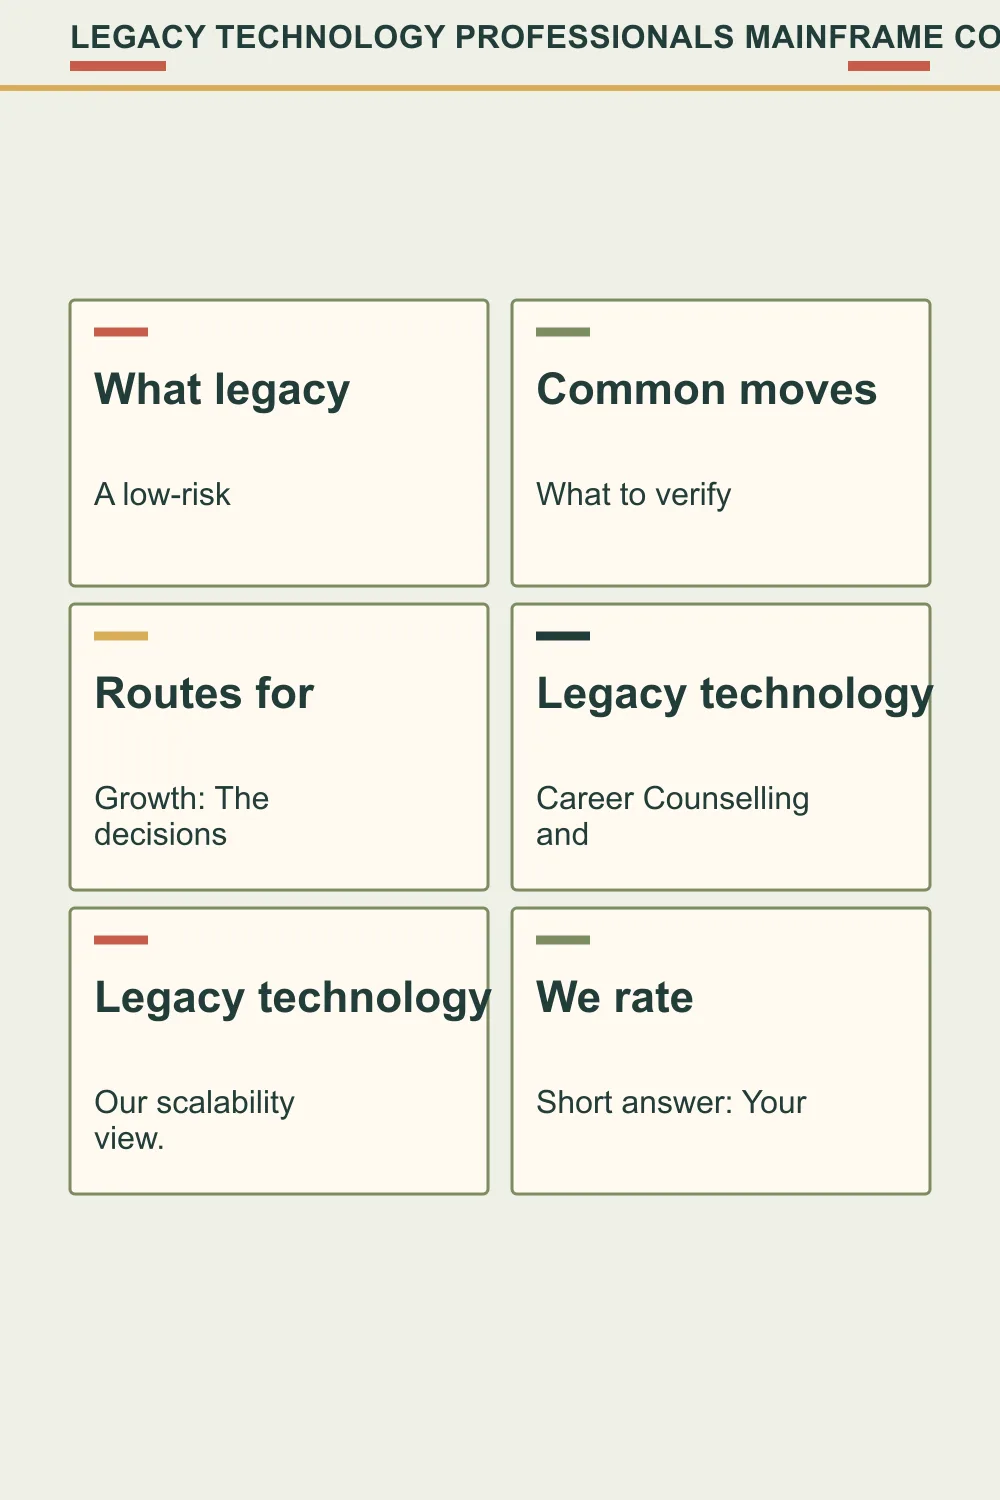 LEGACY TECHNOLOGY PROFESSIONALS MAINFRAME CO
What legacy
A low-risk
Common moves
What to verify
Routes for
Growth: The
decisions
Legacy technology
Career Counselling
and
Legacy technology
Our scalability
view.
We rate
Short answer: Your